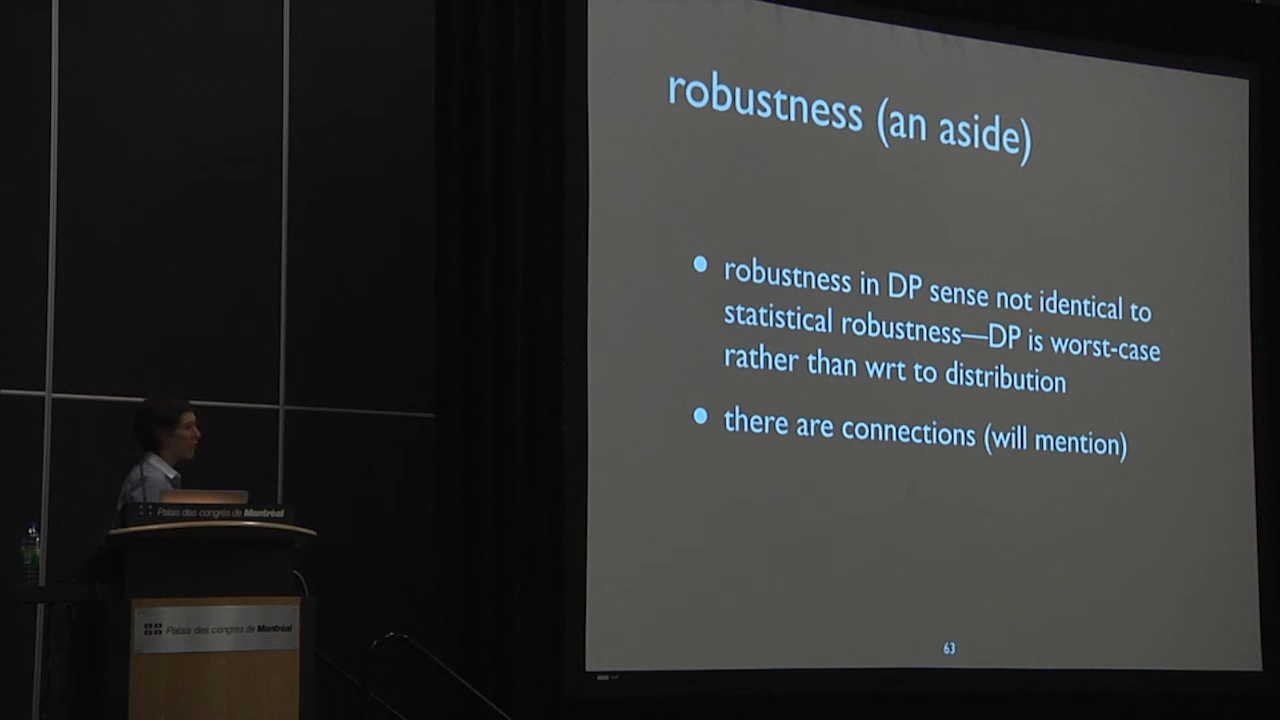 robustness (an aside)
● robustness in DP sense not identical to
statistical robustness—DP is worst-case
rather than wrt to distribution
● there are connections (will mention)
63
Palais des congrès de Montréal
Palais des congrès de Montréal